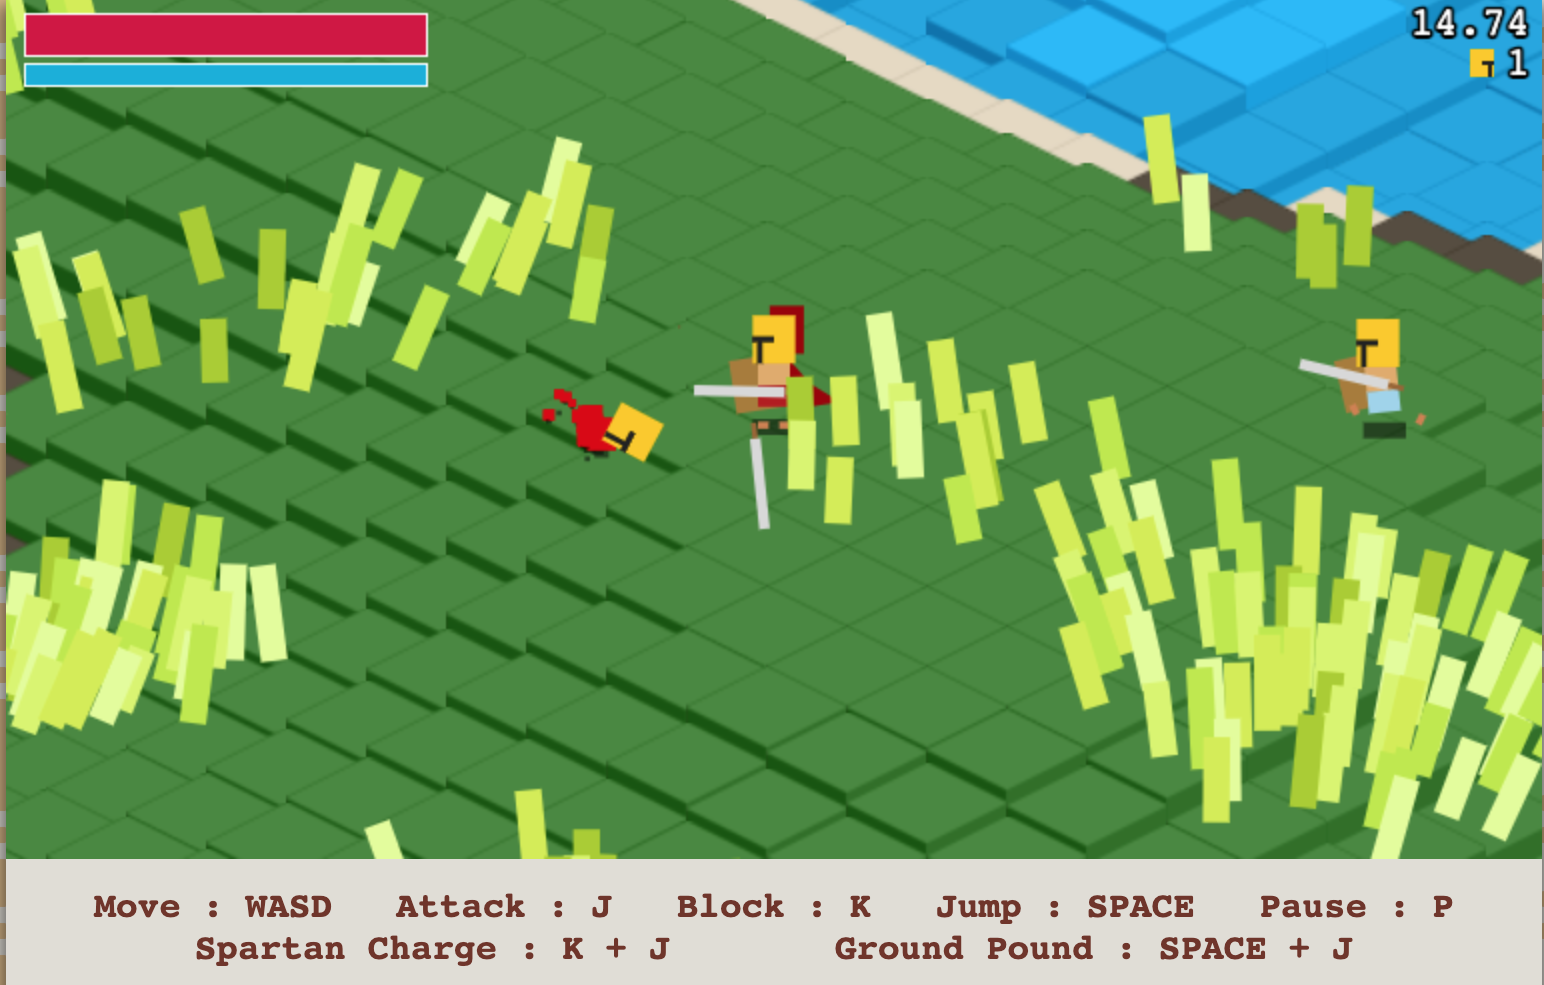 14.74
1
Move : WASD Attack : J Block : K Jump : SPACE Pause : P
Spartan Charge : K + J Ground Pound : SPACE + J